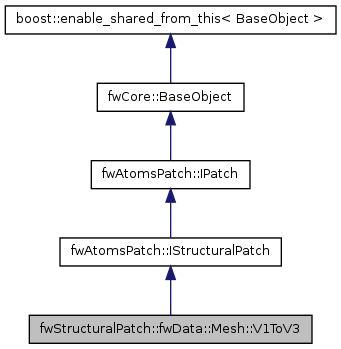 boost::enable_shared_from_this< BaseObject >
fwCore::BaseObject
fwAtomsPatch::IPatch
fwAtomsPatch::IStructuralPatch
fwStructuralPatch::fwData::Mesh::V1ToV3